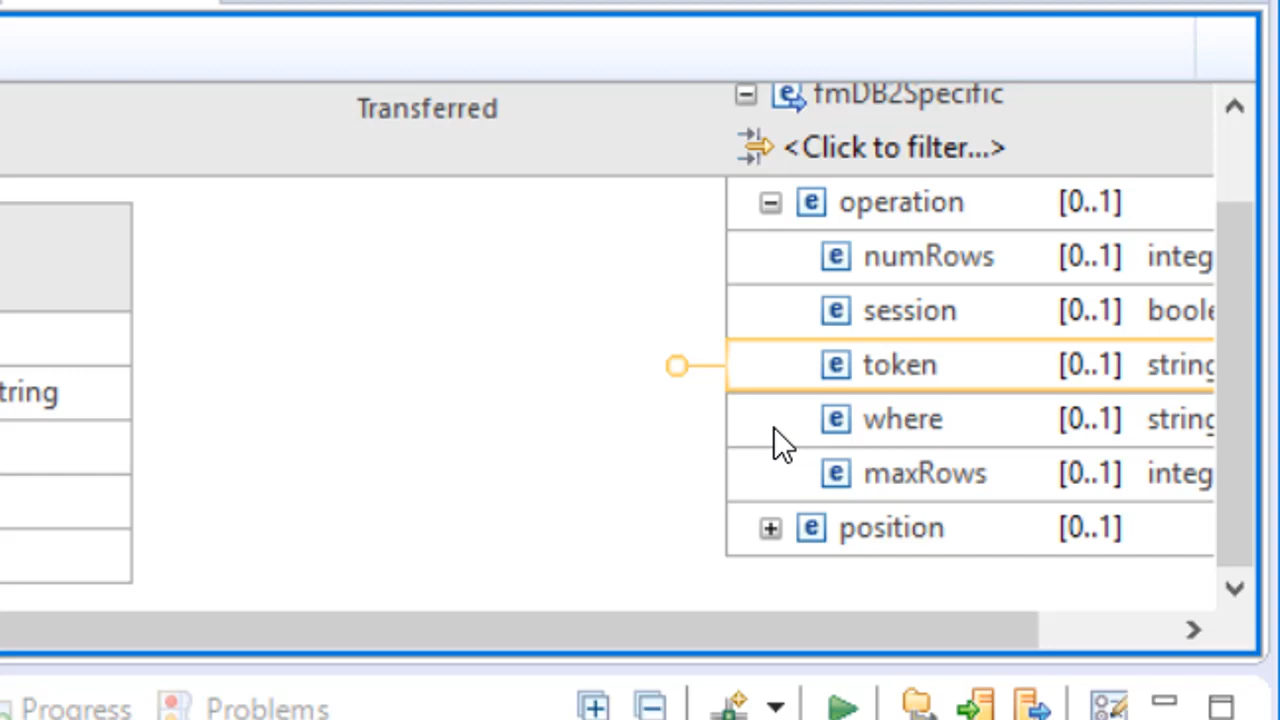 fmDB2Specific
Transferred
<Click to filter...>
operation [0..1]
numRows [0..1] integ
session [0..1] boole
token [0..1] string
tring
where [0..1] string
maxRows [0..1] integ
position [0..1]
Progress Problems